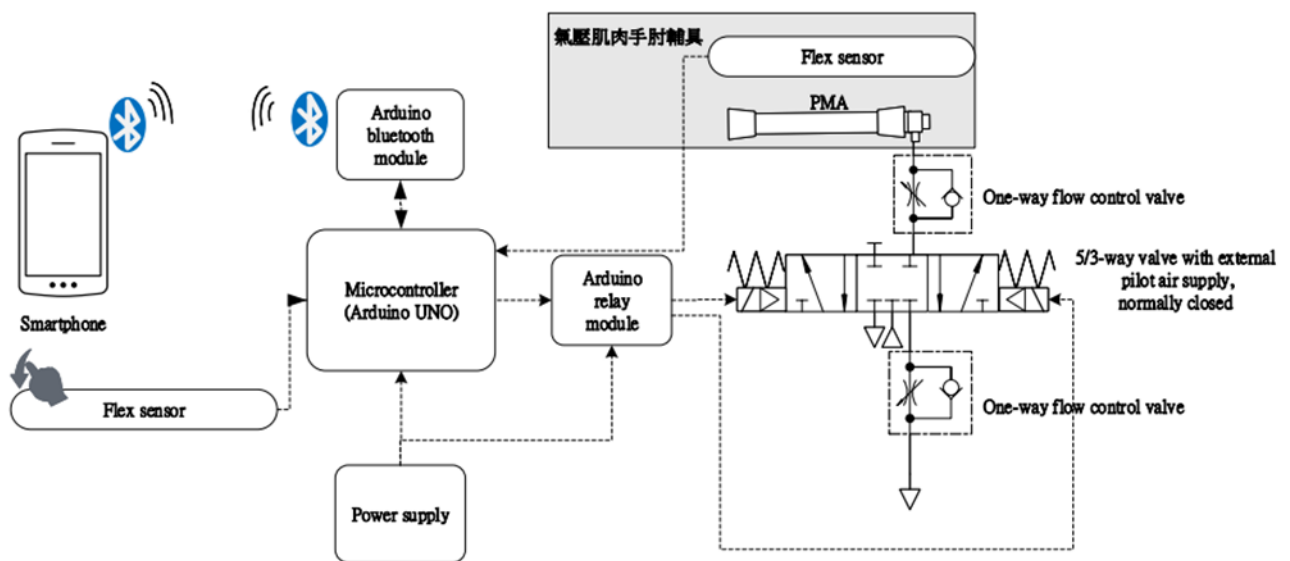 氣壓肌肉手肘輔具
Flex sensor
PMA
Arduino
bluetooth
module
One-way flow control valve
5/3-way valve with external
pilot air supply,
normally closed
Microcontroller
(Arduino UNO)
Arduino
relay
module
Smartphone
Flex sensor
One-way flow control valve
Power supply